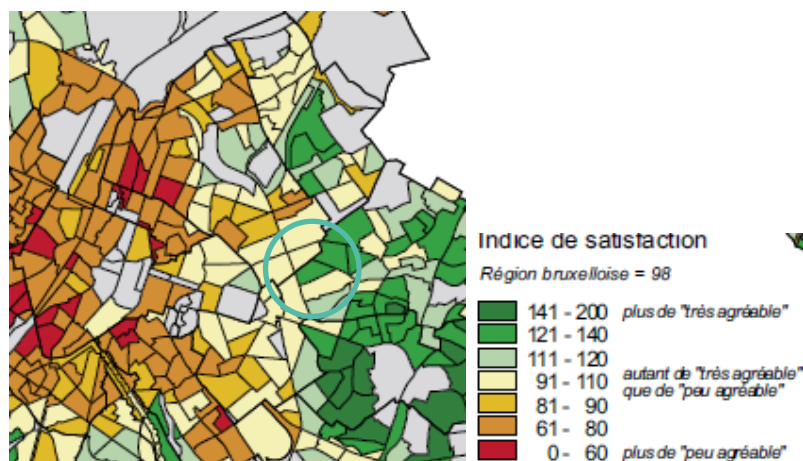 Indice de satisfaction
Région bruxelloise = 98
141 - 200 plus de "très agréable"
121 - 140
111 - 120
91 - 110 autant de "très agréable"
que de "peu agréable"
81 - 90
61 - 80
0 - 60 plus de "peu agréable"